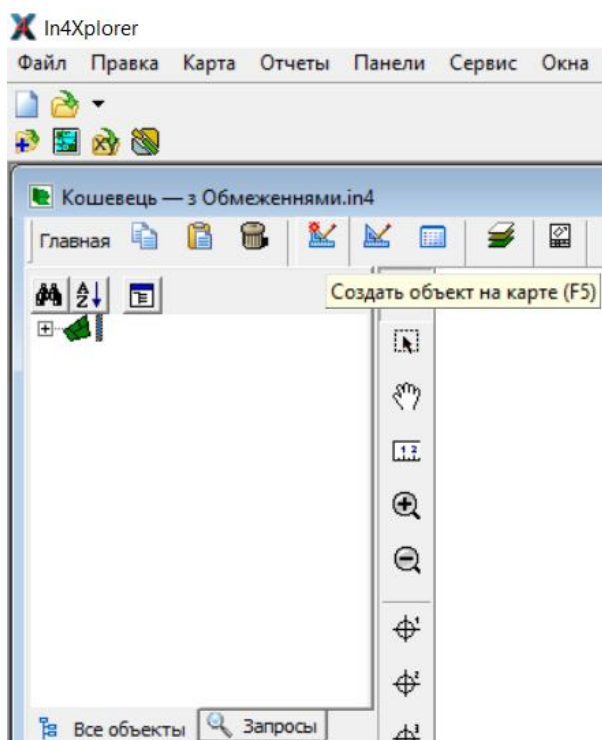 In4Xplorer
Файл Правка Карта Отчеты Панели Сервис Окна
Кошевець — з Обмеженнями.in4
Главная
Создать объект на карте (F5)
Все объекты Запросы